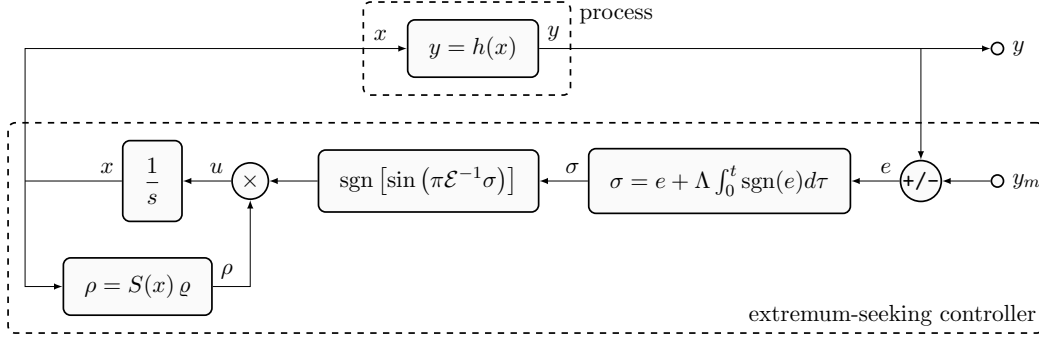 process
x
y = h(x)
y
y
x
1
s
u
×
sgn [sin (πℰ⁻¹σ)]
σ
σ = e + Λ ∫₀ᵗ sgn(e)dτ
e
+/−
yₘ
ρ = S(x) ϱ
ρ
extremum-seeking controller